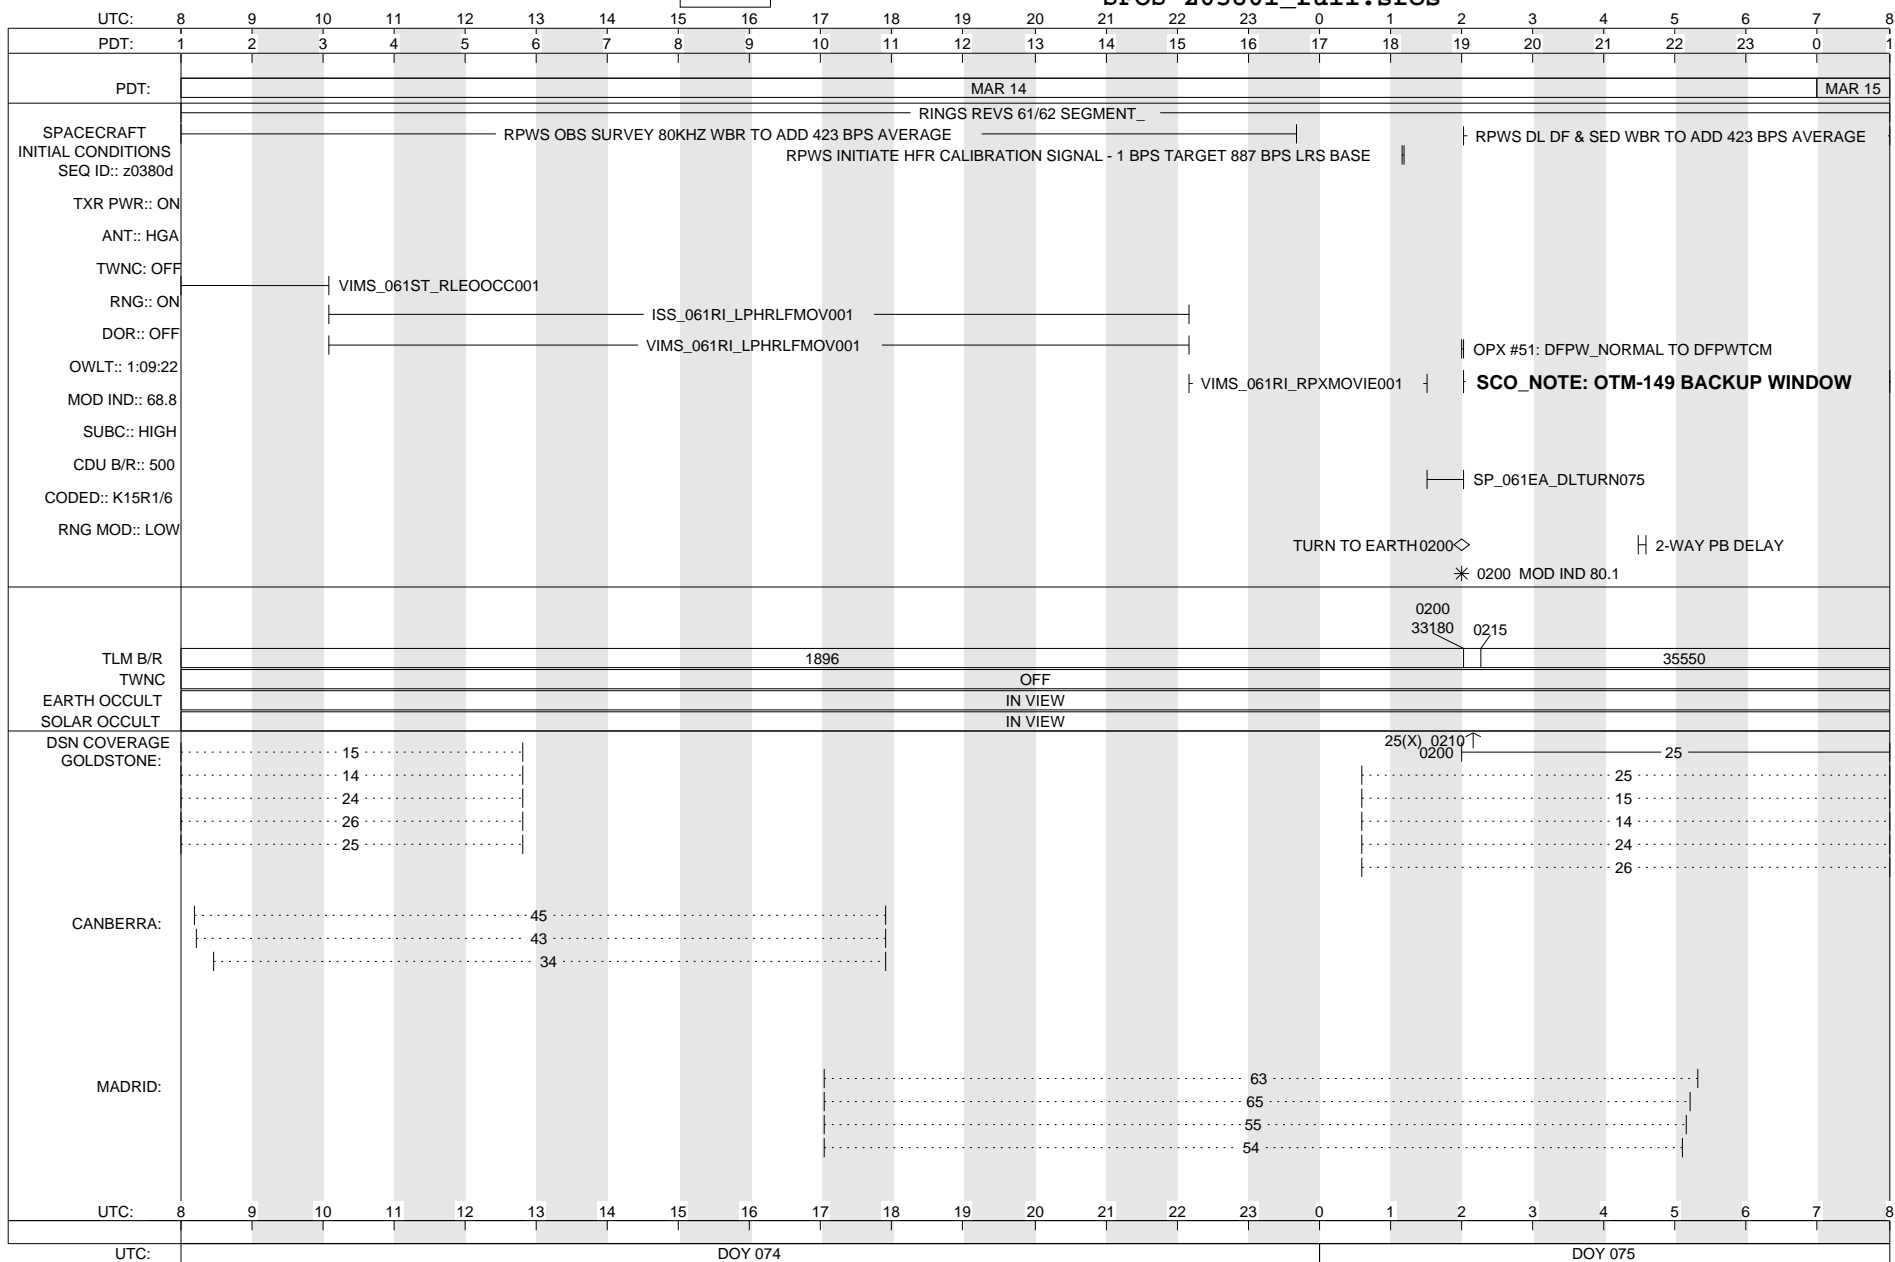 SFOS z0380i_full.sfos
UTC: 8 9 10 11 12 13 14 15 16 17 18 19 20 21 22 23 0 1 2 3 4 5 6 7 8
PDT: 1 2 3 4 5 6 7 8 9 10 11 12 13 14 15 16 17 18 19 20 21 22 23 0 1
PDT: MAR 14 MAR 15
RINGS REVS 61/62 SEGMENT_
SPACECRAFT
INITIAL CONDITIONS
RPWS OBS SURVEY 80KHZ WBR TO ADD 423 BPS AVERAGE
RPWS DL DF & SED WBR TO ADD 423 BPS AVERAGE
RPWS INITIATE HFR CALIBRATION SIGNAL - 1 BPS TARGET 887 BPS LRS BASE
SEQ ID:: z0380d
TXR PWR:: ON
ANT:: HGA
TWNC: OFF
VIMS_061ST_RLEOOCC001
RNG:: ON
ISS_061RI_LPHRLFMOV001
DOR:: OFF
VIMS_061RI_LPHRLFMOV001
OPX #51: DFPW_NORMAL TO DFPWTCM
OWLT:: 1:09:22
VIMS_061RI_RPXMOVIE001
SCO_NOTE: OTM-149 BACKUP WINDOW
MOD IND:: 68.8
SUBC:: HIGH
CDU B/R:: 500
SP_061EA_DLTURN075
CODED:: K15R1/6
RNG MOD:: LOW
TURN TO EARTH 0200
2-WAY PB DELAY
0200 MOD IND 80.1
0200
33180 0215
TLM B/R 1896 35550
TWNC OFF
EARTH OCCULT IN VIEW
SOLAR OCCULT IN VIEW
DSN COVERAGE
25(X) 0210
GOLDSTONE: 15 0200 25
14 25
24 15
26 14
25 24
26
CANBERRA: 45
43
34
MADRID: 63
65
55
54
UTC: 8 9 10 11 12 13 14 15 16 17 18 19 20 21 22 23 0 1 2 3 4 5 6 7 8
UTC: DOY 074 DOY 075